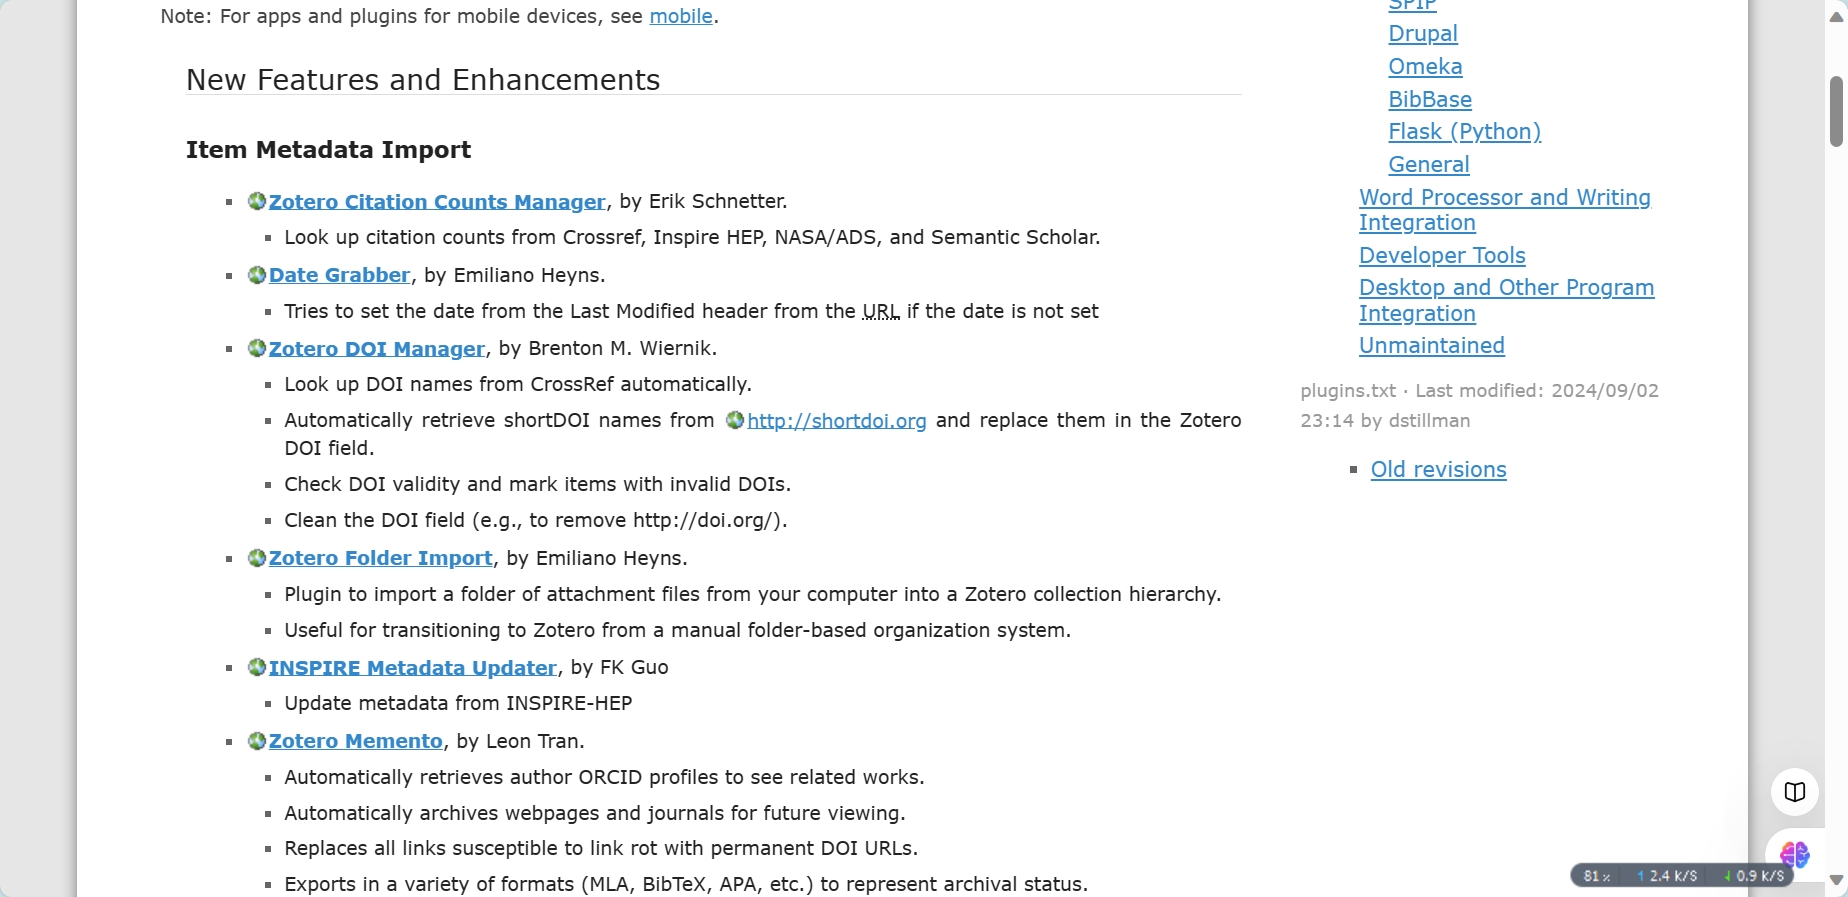 Note: For apps and plugins for mobile devices, see mobile.
New Features and Enhancements
Item Metadata Import
Zotero Citation Counts Manager, by Erik Schnetter.
Look up citation counts from Crossref, Inspire HEP, NASA/ADS, and Semantic Scholar.
Date Grabber, by Emiliano Heyns.
Tries to set the date from the Last Modified header from the URL if the date is not set
Zotero DOI Manager, by Brenton M. Wiernik.
Look up DOI names from CrossRef automatically.
Automatically retrieve shortDOI names from http://shortdoi.org and replace them in the Zotero
DOI field.
Check DOI validity and mark items with invalid DOIs.
Clean the DOI field (e.g., to remove http://doi.org/).
Zotero Folder Import, by Emiliano Heyns.
Plugin to import a folder of attachment files from your computer into a Zotero collection hierarchy.
Useful for transitioning to Zotero from a manual folder-based organization system.
INSPIRE Metadata Updater, by FK Guo
Update metadata from INSPIRE-HEP
Zotero Memento, by Leon Tran.
Automatically retrieves author ORCID profiles to see related works.
Automatically archives webpages and journals for future viewing.
Replaces all links susceptible to link rot with permanent DOI URLs.
Exports in a variety of formats (MLA, BibTeX, APA, etc.) to represent archival status.
SPIP
Drupal
Omeka
BibBase
Flask (Python)
General
Word Processor and Writing
Integration
Developer Tools
Desktop and Other Program
Integration
Unmaintained
plugins.txt · Last modified: 2024/09/02
23:14 by dstillman
Old revisions
81% ↑ 2.4 K/S ↓ 0.9 K/S